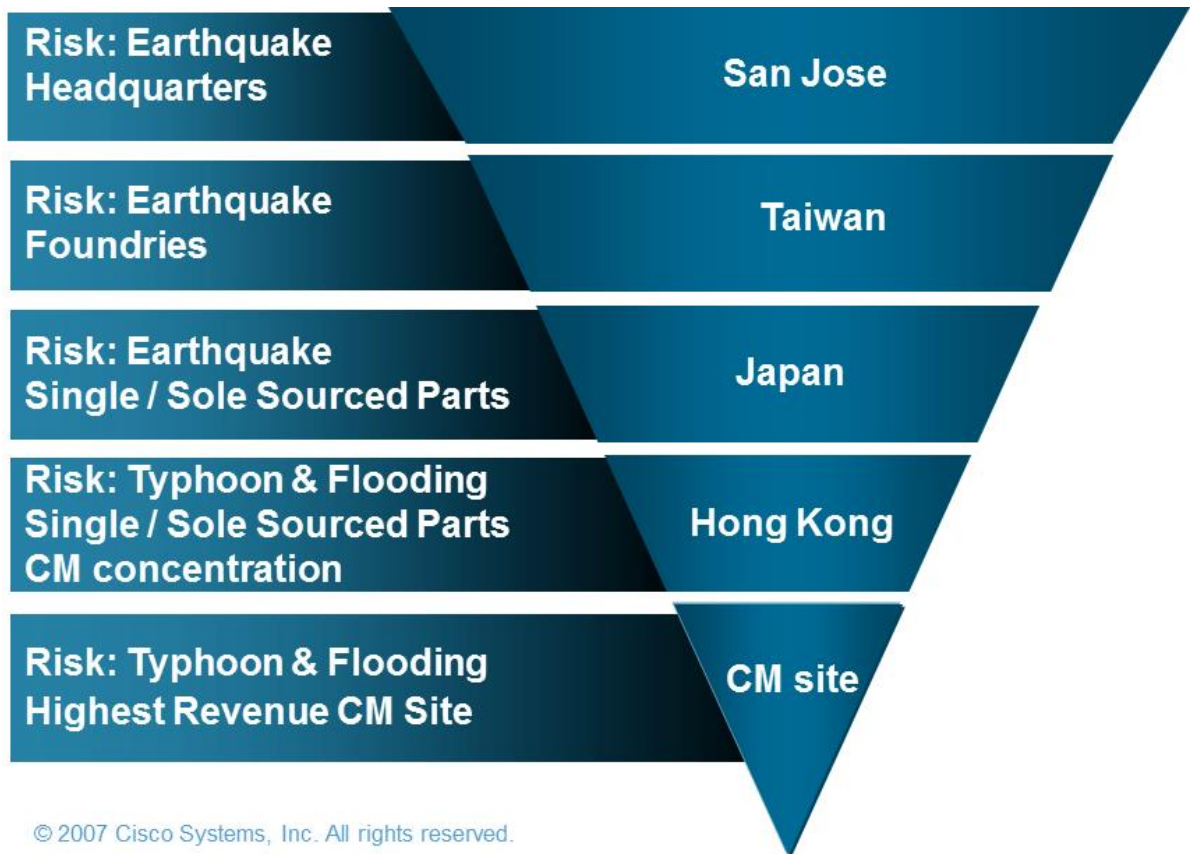 Risk: Earthquake
Headquarters
San Jose
Risk: Earthquake
Foundries
Taiwan
Risk: Earthquake
Single / Sole Sourced Parts
Japan
Risk: Typhoon & Flooding
Single / Sole Sourced Parts
CM concentration
Hong Kong
Risk: Typhoon & Flooding
Highest Revenue CM Site
CM site
© 2007 Cisco Systems, Inc. All rights reserved.